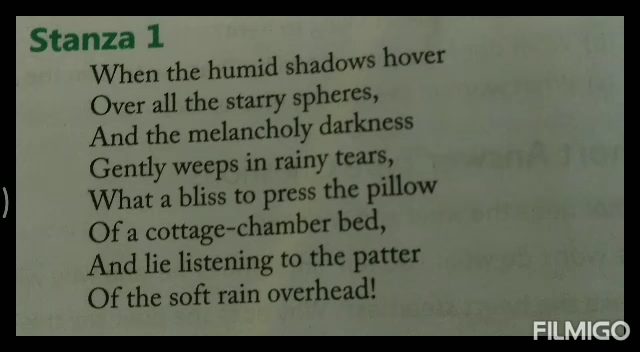 Stanza 1
When the humid shadows hover
Over all the starry spheres,
And the melancholy darkness
Gently weeps in rainy tears,
What a bliss to press the pillow
Of a cottage-chamber bed,
And lie listening to the patter
Of the soft rain overhead!
FILMIGO